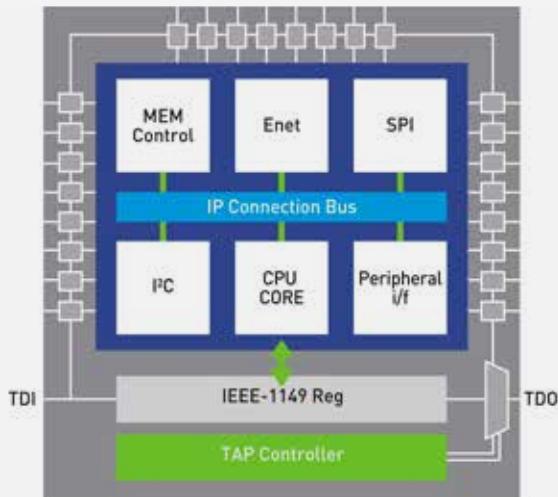 MEM
Control
Enet
SPI
IP Connection Bus
I²C
CPU
CORE
Peripheral
i/f
TDI
IEEE-1149 Reg
TDO
TAP Controller